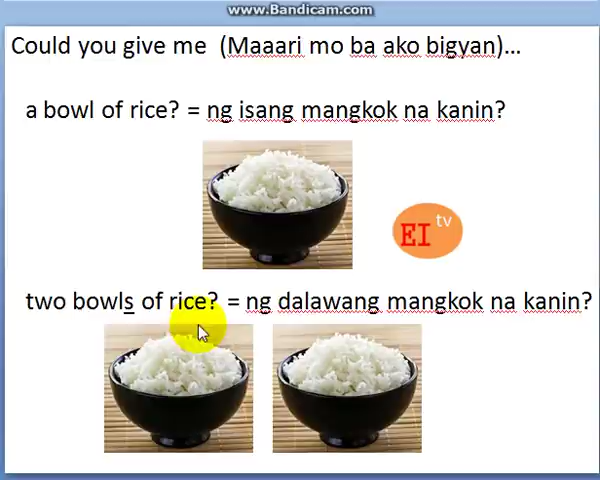 www.Bandicam.com
Could you give me (Maaari mo ba ako bigyan)...
a bowl of rice? = ng isang mangkok na kanin?
EI tv
two bowls of rice? = ng dalawang mangkok na kanin?